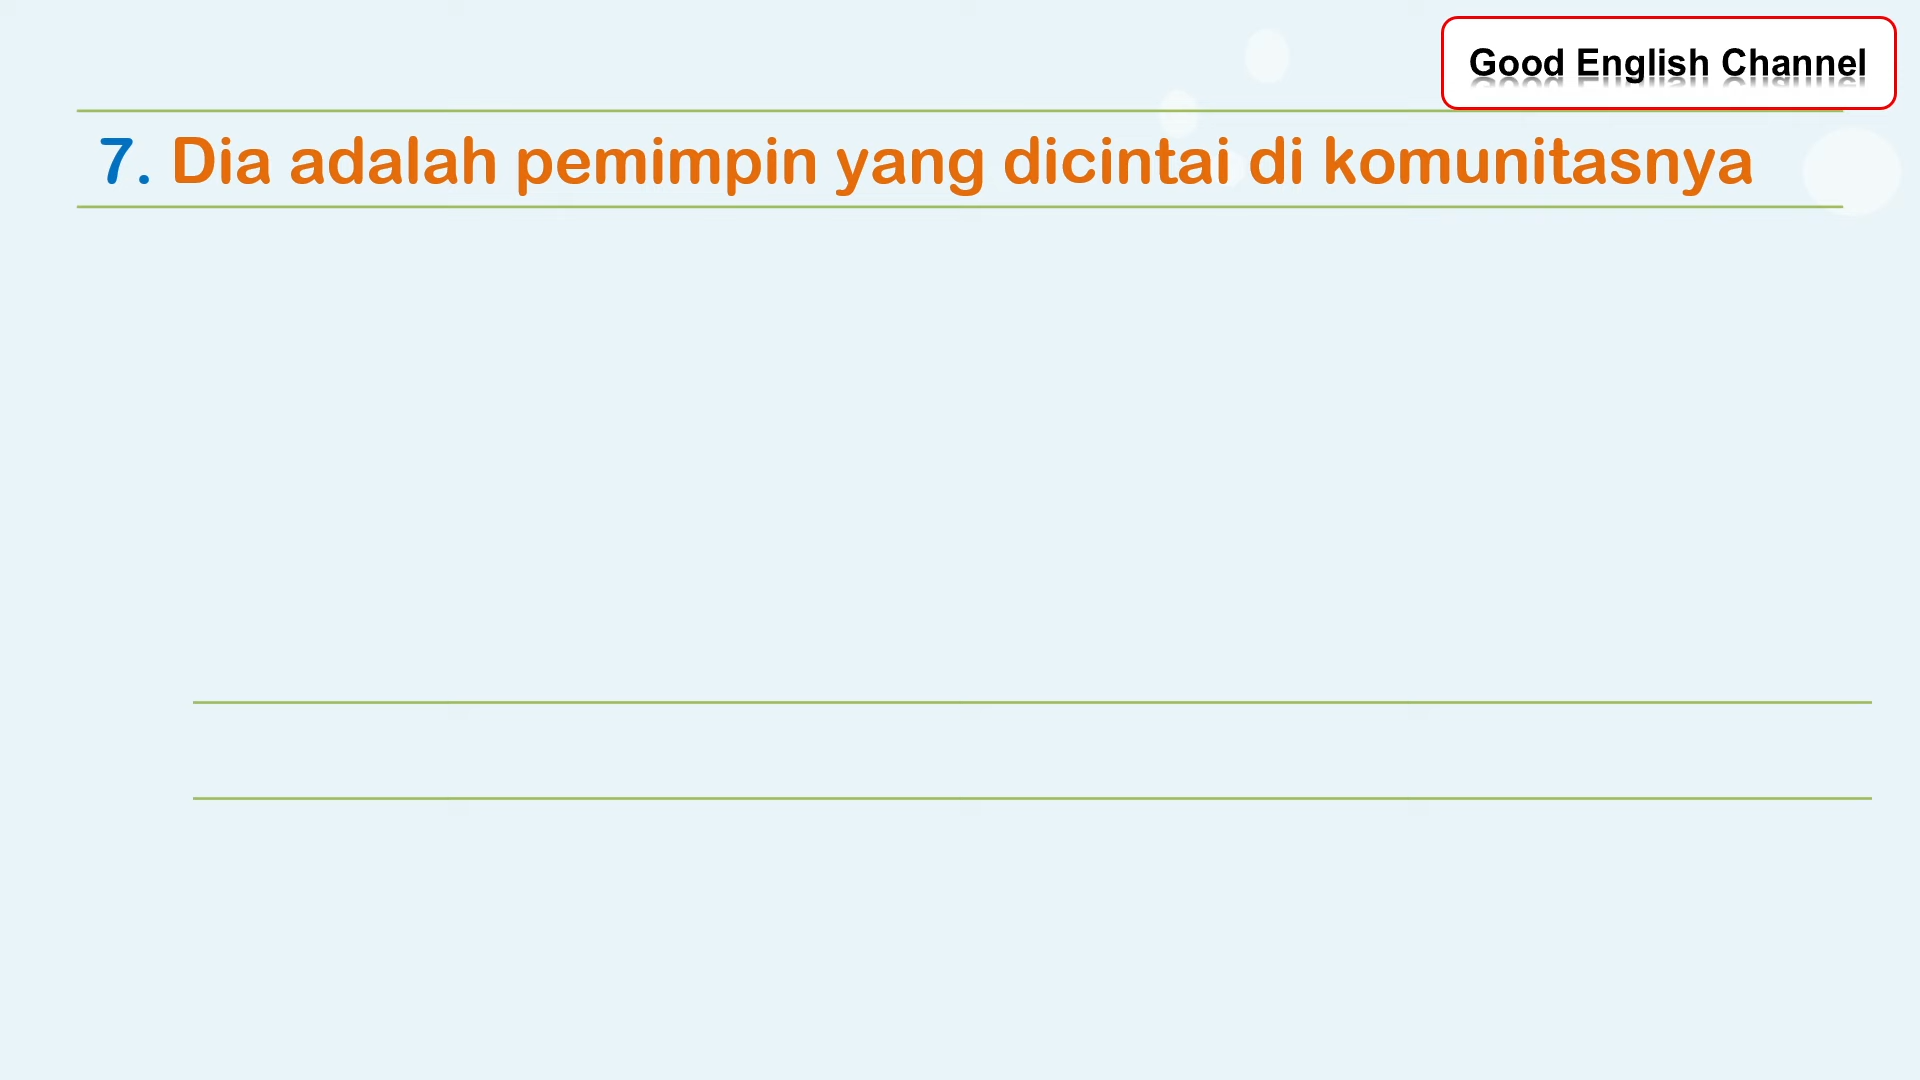 Good English Channel
7. Dia adalah pemimpin yang dicintai di komunitasnya